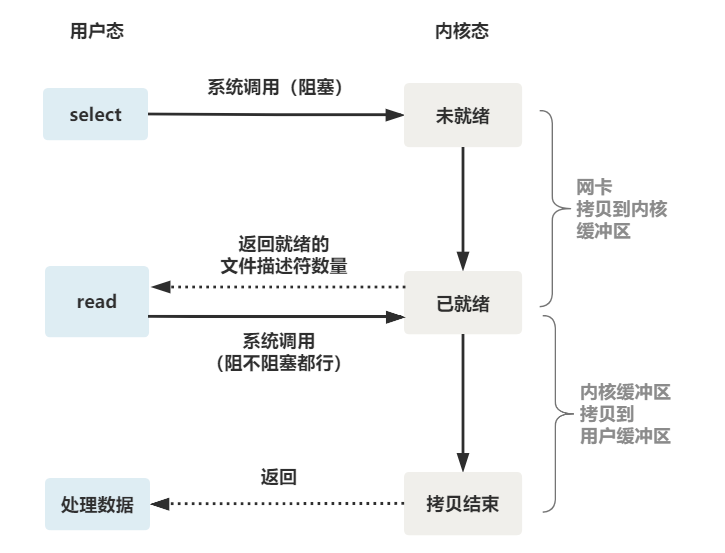 用户态
内核态
系统调用（阻塞）
select
未就绪
网卡
拷贝到内核
缓冲区
返回就绪的
文件描述符数量
read
已就绪
系统调用
（阻不阻塞都行）
内核缓冲区
拷贝到
用户缓冲区
返回
处理数据
拷贝结束